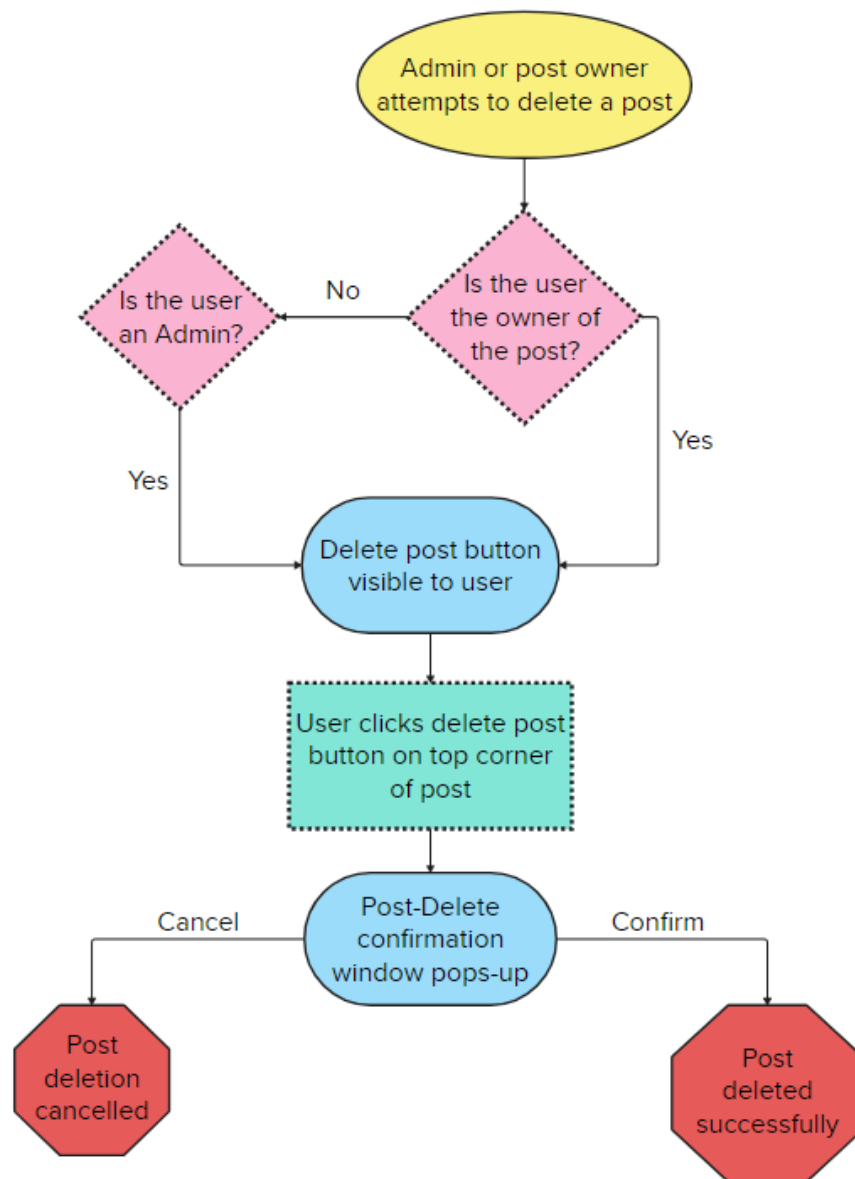 Admin or post owner
attempts to delete a post
Is the user
the owner of
the post?
No
Is the user
an Admin?
Yes
Yes
Delete post button
visible to user
User clicks delete post
button on top corner
of post
Post-Delete
confirmation
window pops-up
Cancel
Confirm
Post
deletion
cancelled
Post
deleted
successfully